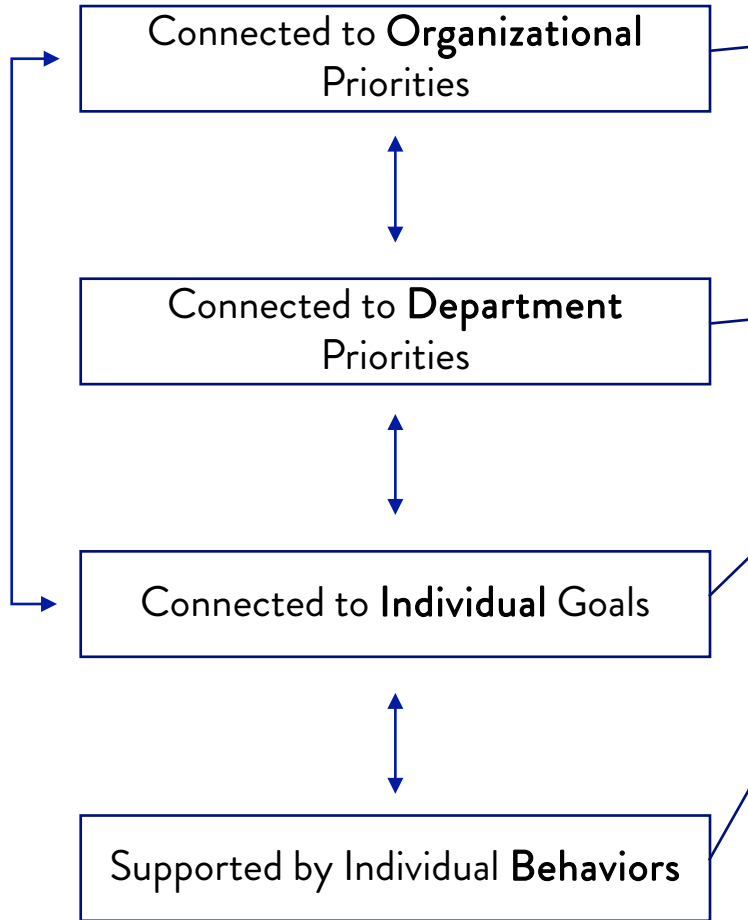 Connected to Organizational
Priorities
Connected to Department
Priorities
Connected to Individual Goals
Supported by Individual Behaviors